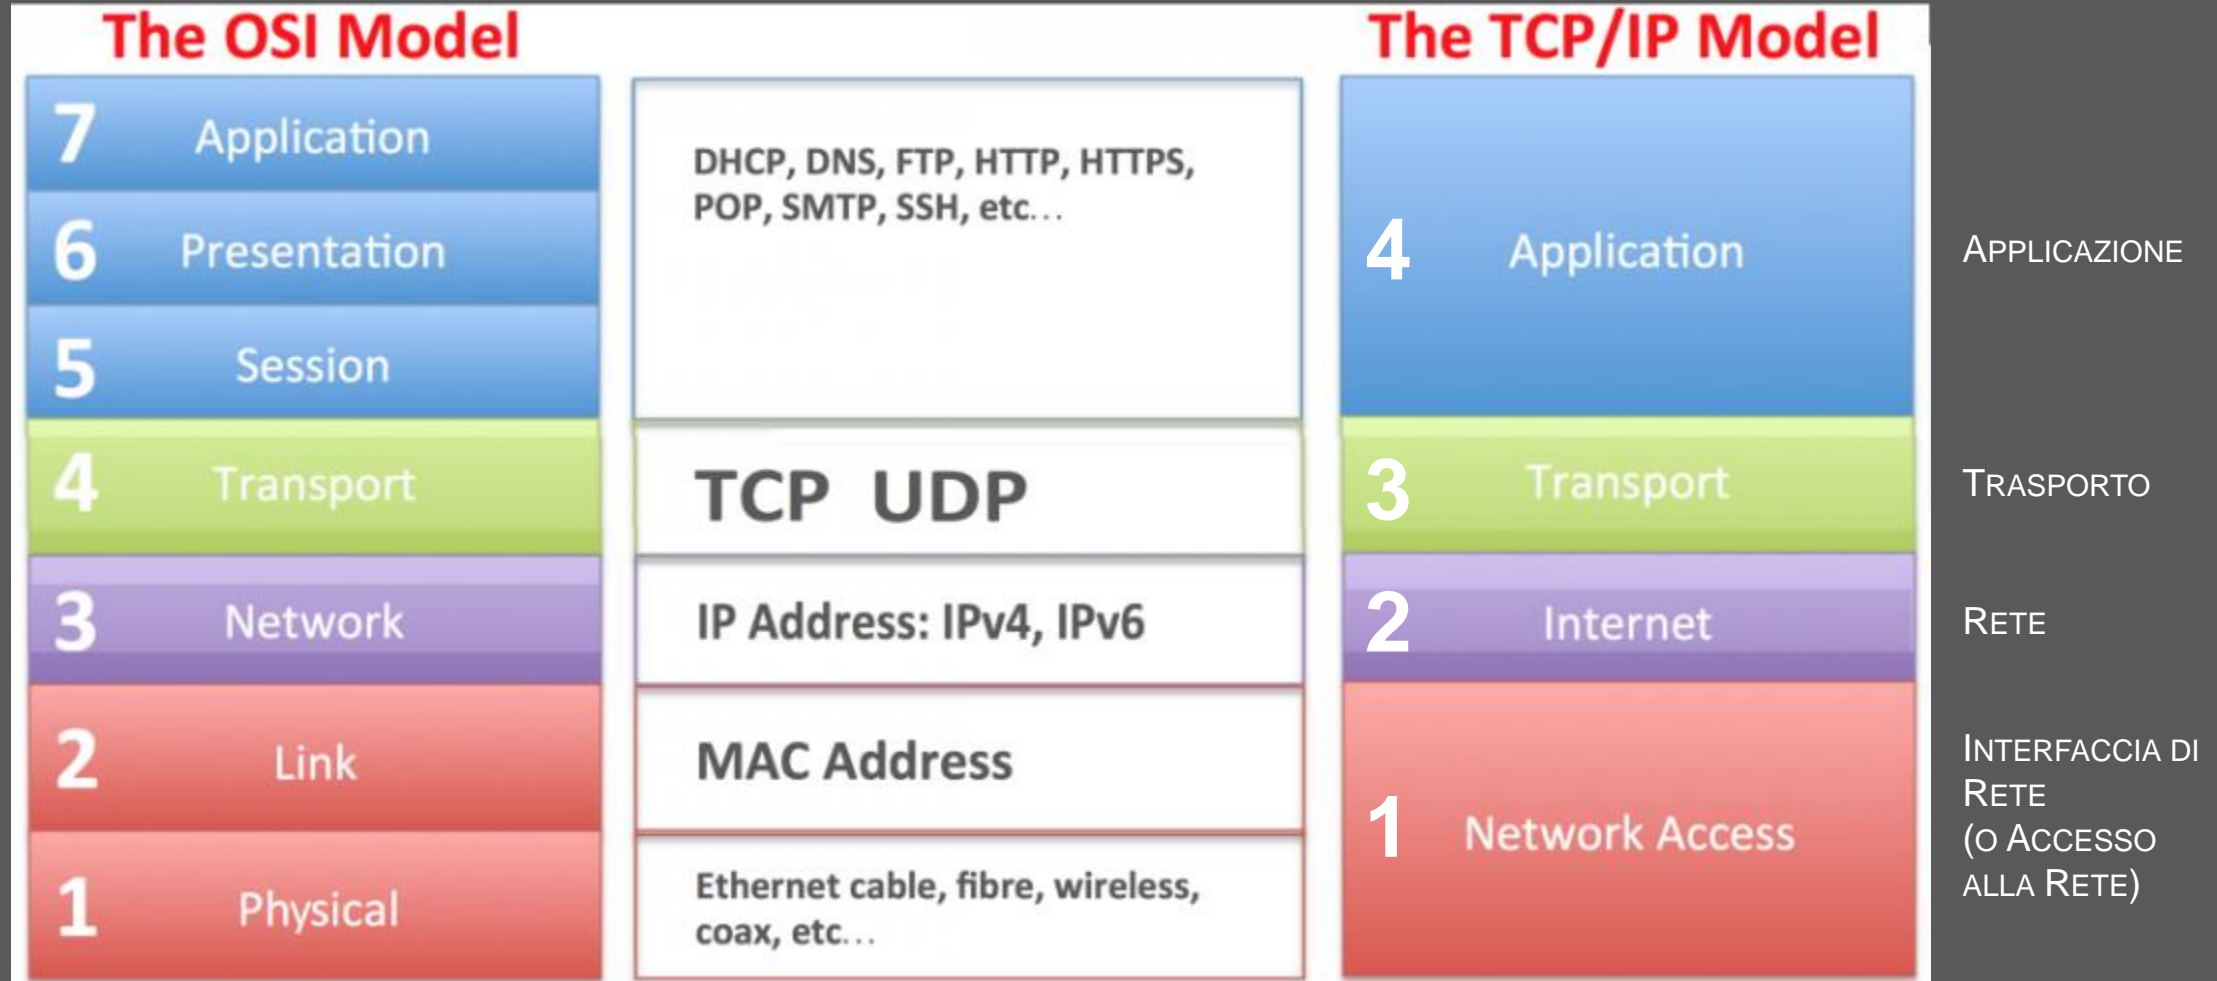 The OSI Model
7 Application
6 Presentation
5 Session
4 Transport
3 Network
2 Link
1 Physical
DHCP, DNS, FTP, HTTP, HTTPS,
POP, SMTP, SSH, etc...
TCP UDP
IP Address: IPv4, IPv6
MAC Address
Ethernet cable, fibre, wireless,
coax, etc...
The TCP/IP Model
4 Application
3 Transport
2 Internet
1 Network Access
APPLICAZIONE
TRASPORTO
RETE
INTERFACCIA DI
RETE
(O ACCESSO
ALLA RETE)